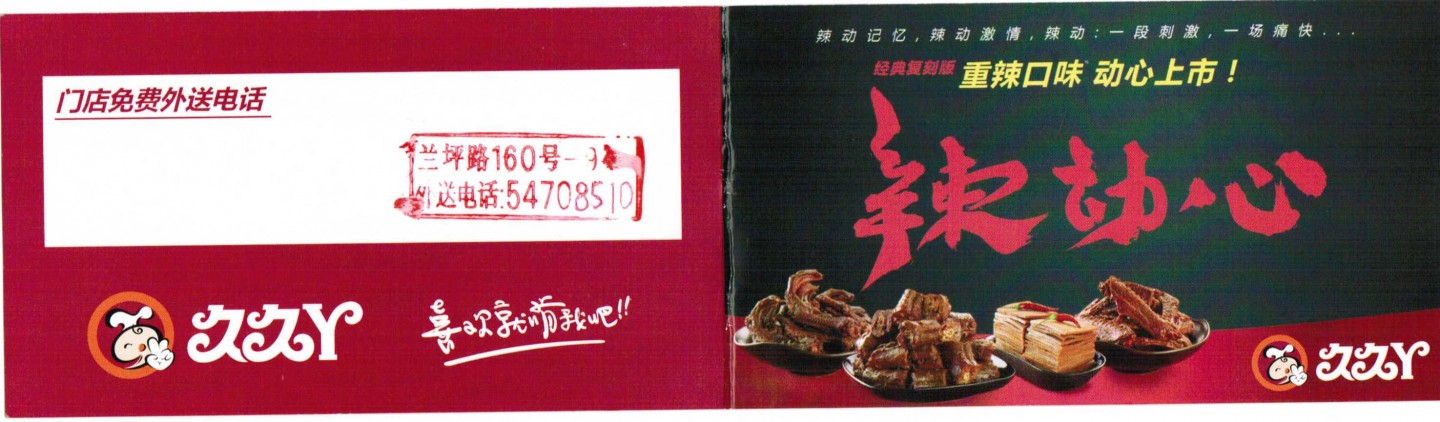 门店免费外送电话
兰坪路160号-9
外送电话:54708510
久久丫
喜欢就啃我吧!!
辣动记忆,辣动激情,辣动:一段刺激,一场痛快...
经典复刻版 重辣口味 动心上市!
辣动心
久久丫